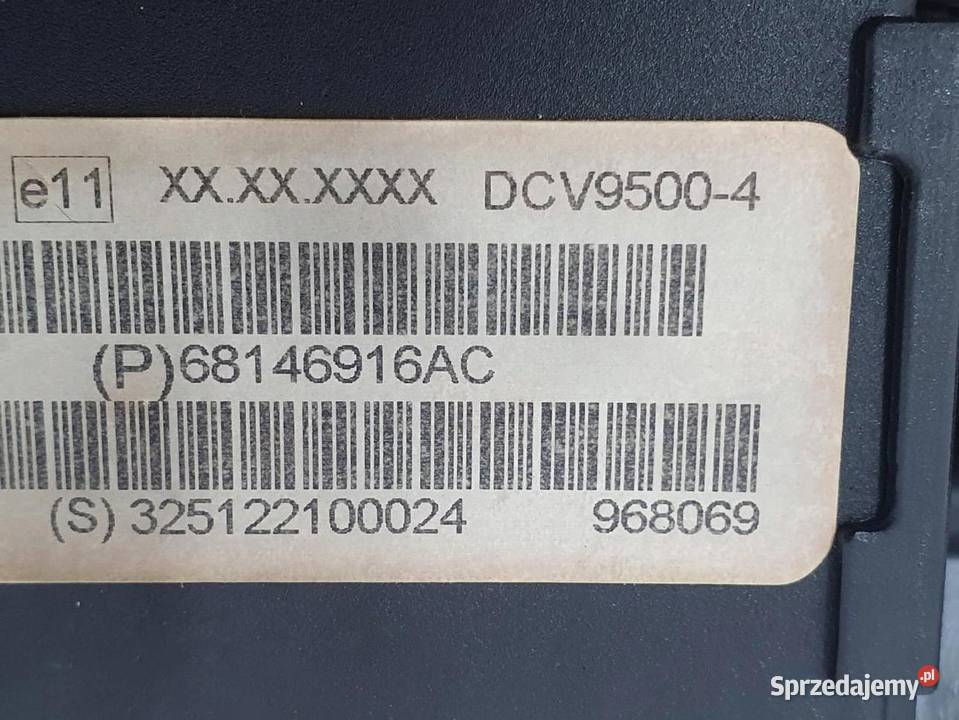 e11 XX.XX.XXXX DCV9500-4
(P)68146916AC
(S)325122100024 968069
Sprzedajemy.pl